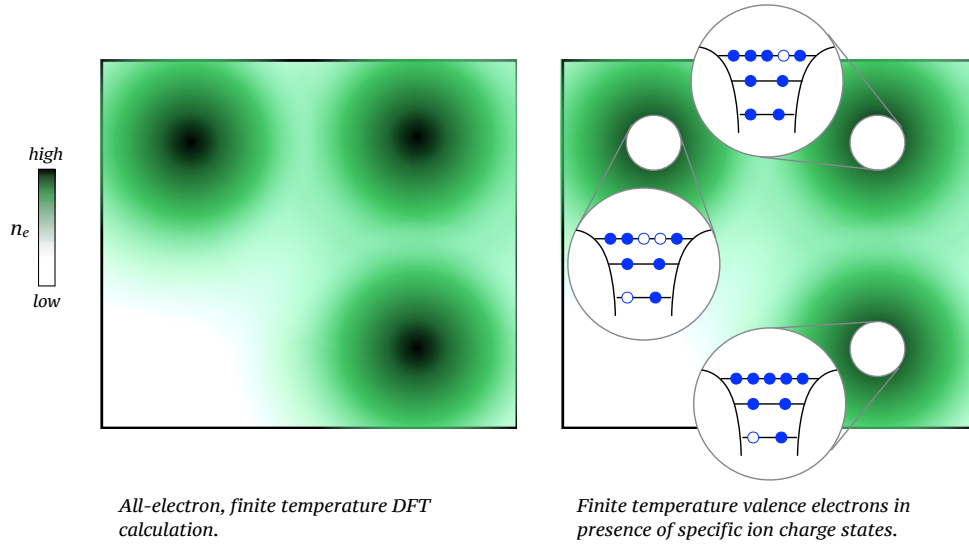 high
nₑ
low
All-electron, finite temperature DFT
calculation.
Finite temperature valence electrons in
presence of specific ion charge states.